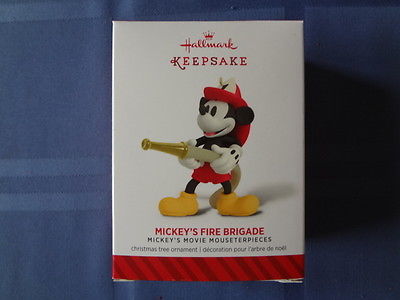 Hallmark
KEEPSAKE
MICKEY'S FIRE BRIGADE
MICKEY'S MOVIE MOUSETERPIECES
christmas tree ornament | décoration pour l'arbre de noël